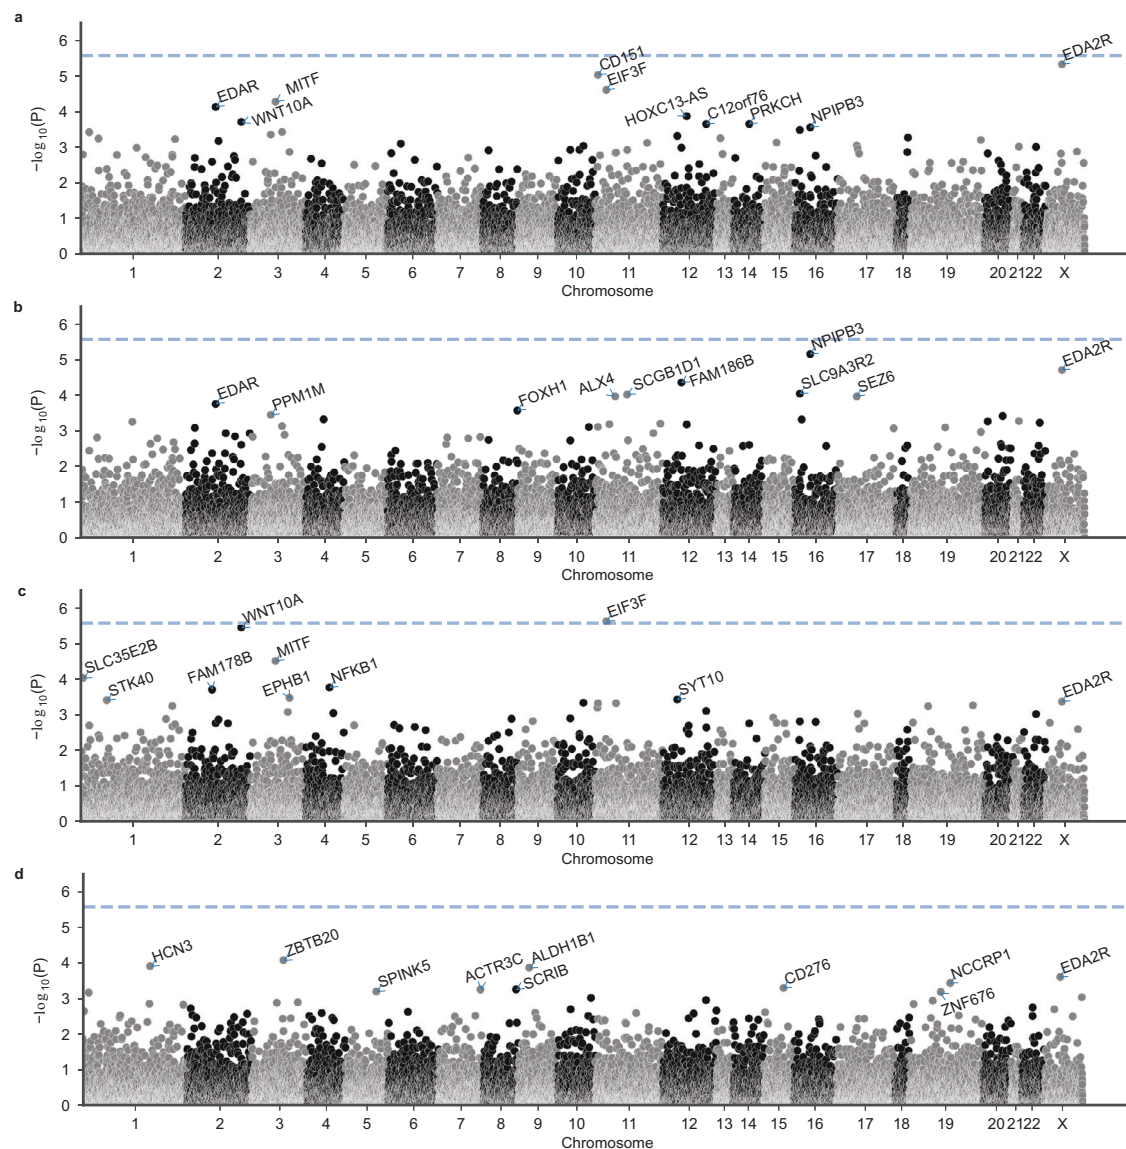 a
6
5
4
3
2
1
0
−log10(P)
EDAR
WNT10A
MITF
CD151
EIF3F
HOXC13-AS
C12orf76
PRKCH
NPIPB3
EDA2R
1 2 3 4 5 6 7 8 9 10 11 12 13 14 15 16 17 18 19 20 21 22 X
Chromosome
b
6
5
4
3
2
1
0
−log10(P)
EDAR
PPM1M
FOXH1
ALX4
SCGB1D1
FAM186B
NPIPB3
SLC9A3R2
SEZ6
EDA2R
1 2 3 4 5 6 7 8 9 10 11 12 13 14 15 16 17 18 19 20 21 22 X
Chromosome
c
6
5
4
3
2
1
0
−log10(P)
SLC35E2B
STK40
FAM178B
WNT10A
MITF
EPHB1
NFKB1
EIF3F
SYT10
EDA2R
1 2 3 4 5 6 7 8 9 10 11 12 13 14 15 16 17 18 19 20 21 22 X
Chromosome
d
6
5
4
3
2
1
0
−log10(P)
HCN3
ZBTB20
SPINK5
ACTR3C
ALDH1B1
SCRIB
CD276
NCCRP1
ZNF676
EDA2R
1 2 3 4 5 6 7 8 9 10 11 12 13 14 15 16 17 18 19 20 21 22 X
Chromosome